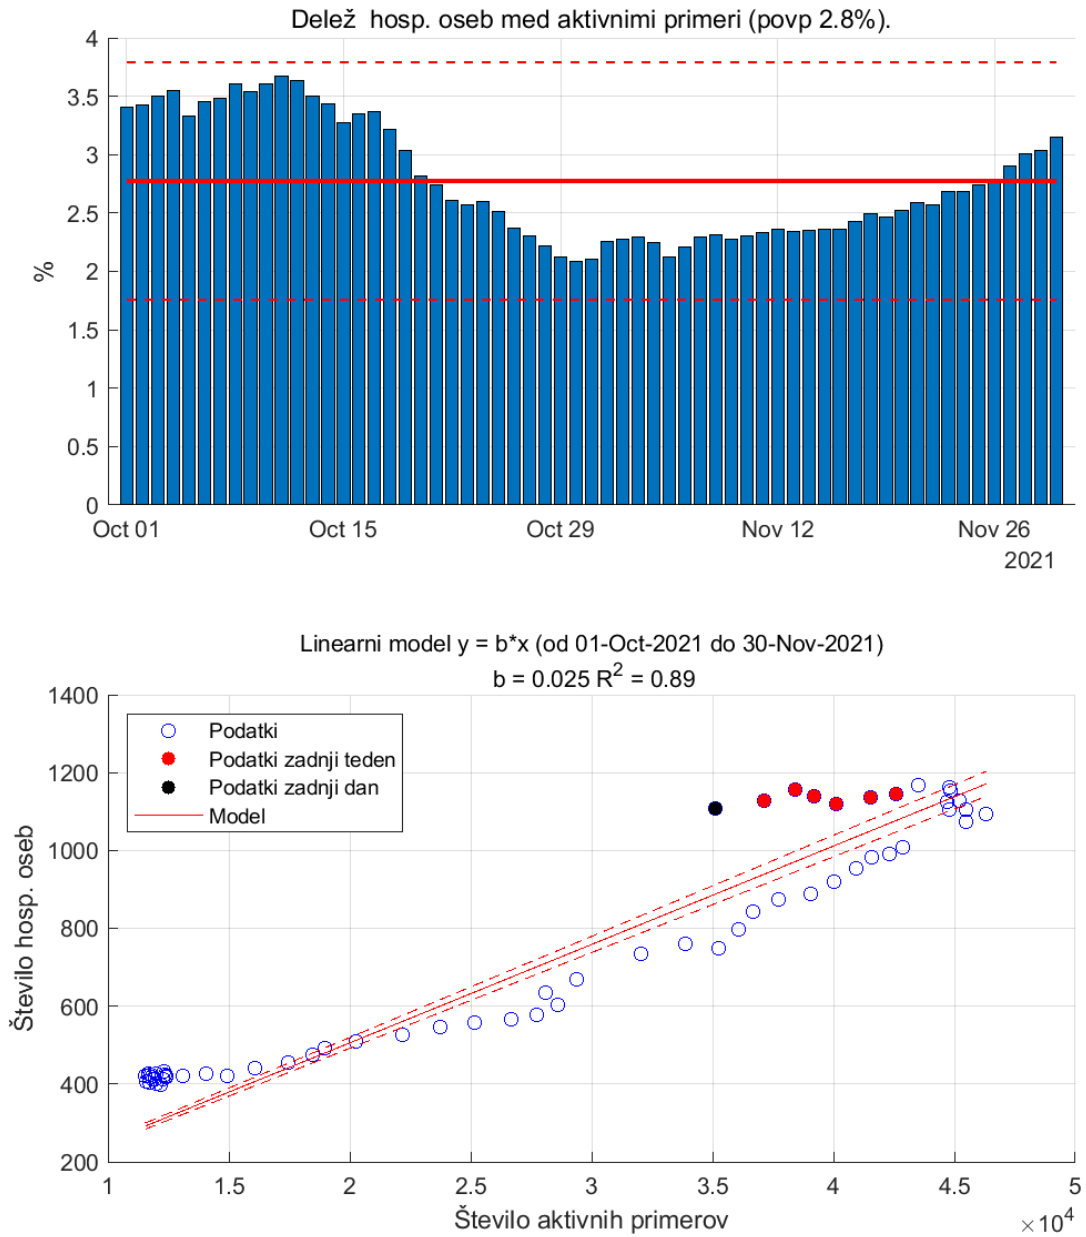 Delež  hosp. oseb med aktivnimi primeri (povp 2.8%).
4
3.5
3
2.5
2
1.5
1
0.5
0
%
Oct 01 Oct 15 Oct 29 Nov 12 Nov 26
2021
Linearni model y = b*x (od 01-Oct-2021 do 30-Nov-2021)
b = 0.025 R² = 0.89
1400
1200
1000
800
600
400
200
Število hosp. oseb
Podatki
Podatki zadnji teden
Podatki zadnji dan
Model
1 1.5 2 2.5 3 3.5 4 4.5 5
Število aktivnih primerov
×10⁴